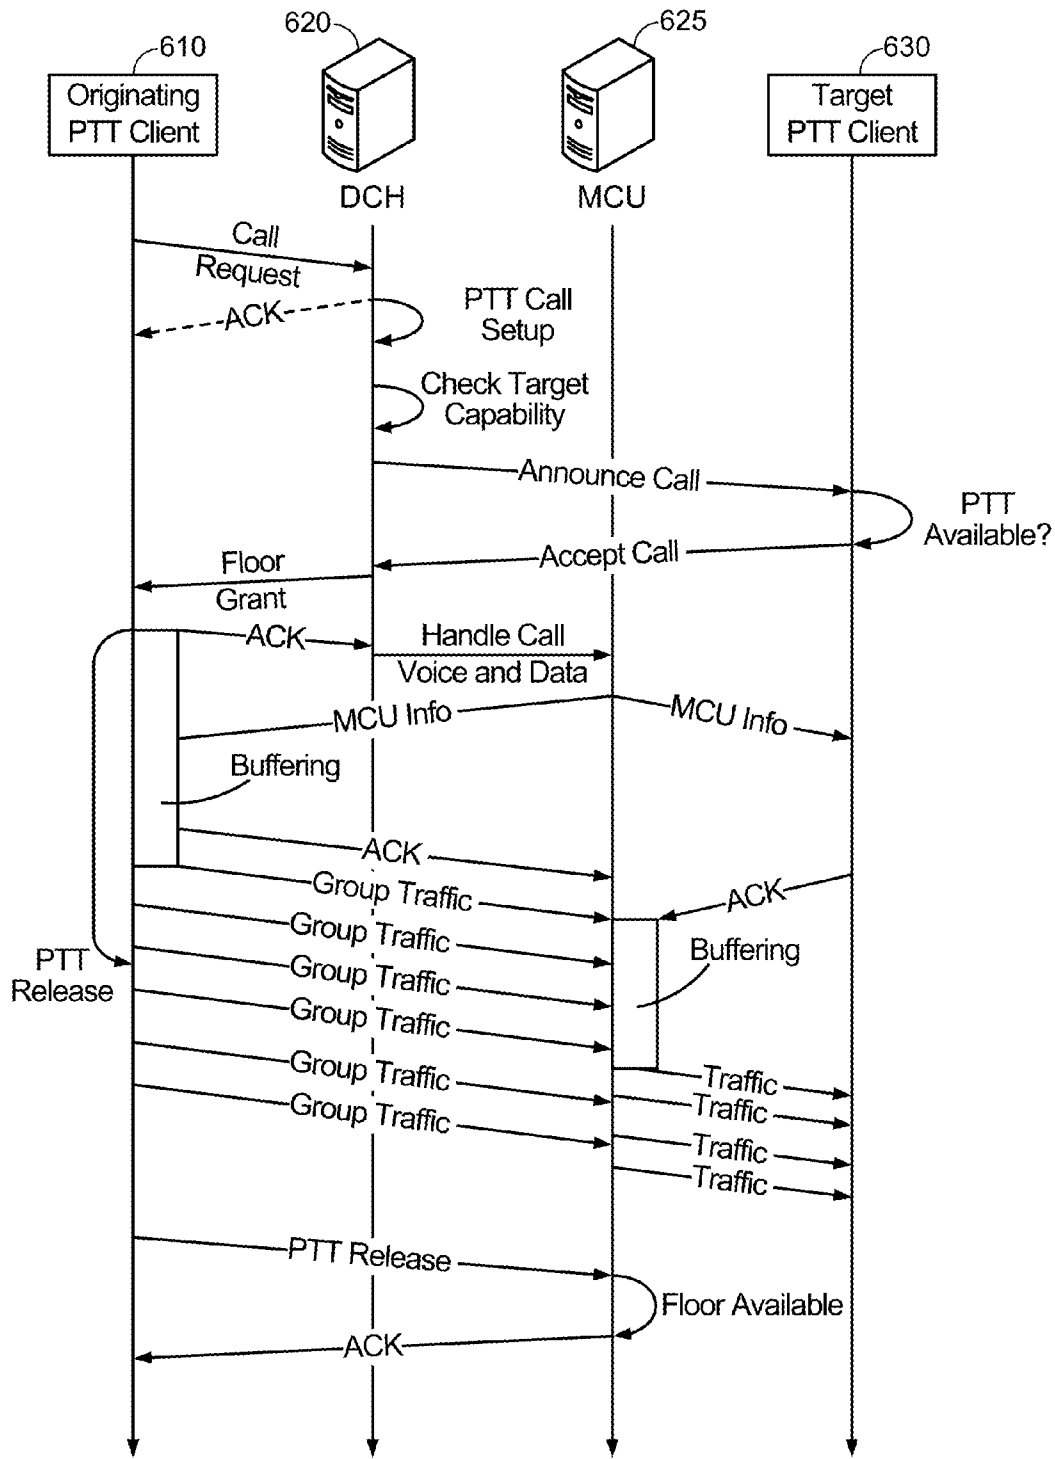 610
620
625
630
Originating
PTT Client
DCH
MCU
Target
PTT Client
Call
Request
ACK
PTT Call
Setup
Check Target
Capability
Announce Call
PTT
Available?
Accept Call
Floor
Grant
ACK
Handle Call
Voice and Data
MCU Info
MCU Info
Buffering
ACK
Group Traffic
ACK
Group Traffic
Buffering
PTT
Release
Group Traffic
Group Traffic
Group Traffic
Traffic
Group Traffic
Traffic
Traffic
Traffic
PTT Release
Floor Available
ACK